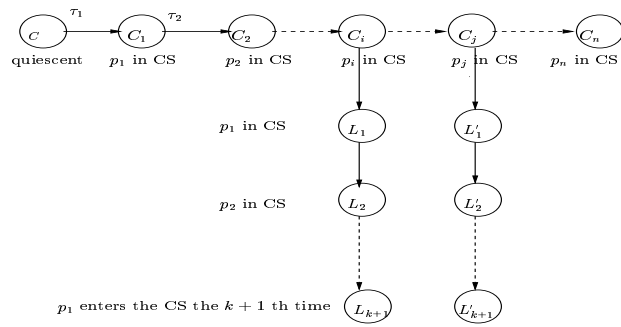 τ₁ τ₂
C C₁ C₂ Cᵢ Cⱼ Cₙ
quiescent p₁ in CS p₂ in CS pᵢ in CS pⱼ in CS pₙ in CS
p₁ in CS L₁ L′₁
p₂ in CS L₂ L′₂
p₁ enters the CS the k + 1 th time Lₖ₊₁ L′ₖ₊₁